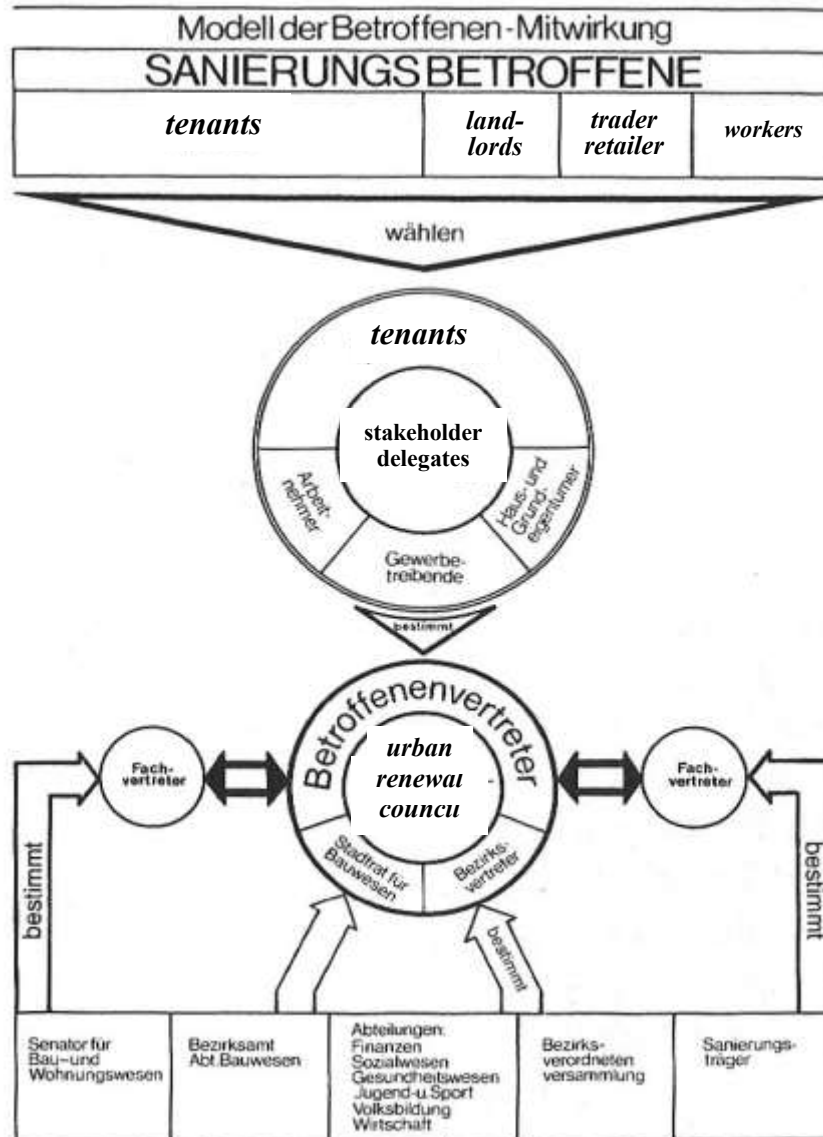 Modell der Betroffenen-Mitwirkung
SANIERUNGSBETROFFENE
tenants
land-
lords
trader
retailer
workers
wählen
tenants
stakeholder
delegates
Arbeit-
nehmer
Gewerbe-
treibende
Haus- und
Grund-
eigentümer
bestimmt
Betroffenenvertreter
urban
renewal
council
Stadtrat für
Bauwesen
Bezirks-
vertreter
Fach-
vertreter
Fach-
vertreter
bestimmt
bestimmt
bestimmt
Senator für
Bau-und
Wohnungswesen
Bezirksamt
Abt. Bauwesen
Abteilungen:
Finanzen
Sozialwesen
Gesundheitswesen
Jugend-u. Sport
Volksbildung
Wirtschaft
Bezirks-
verordneten
versammlung
Sanierungs-
träger